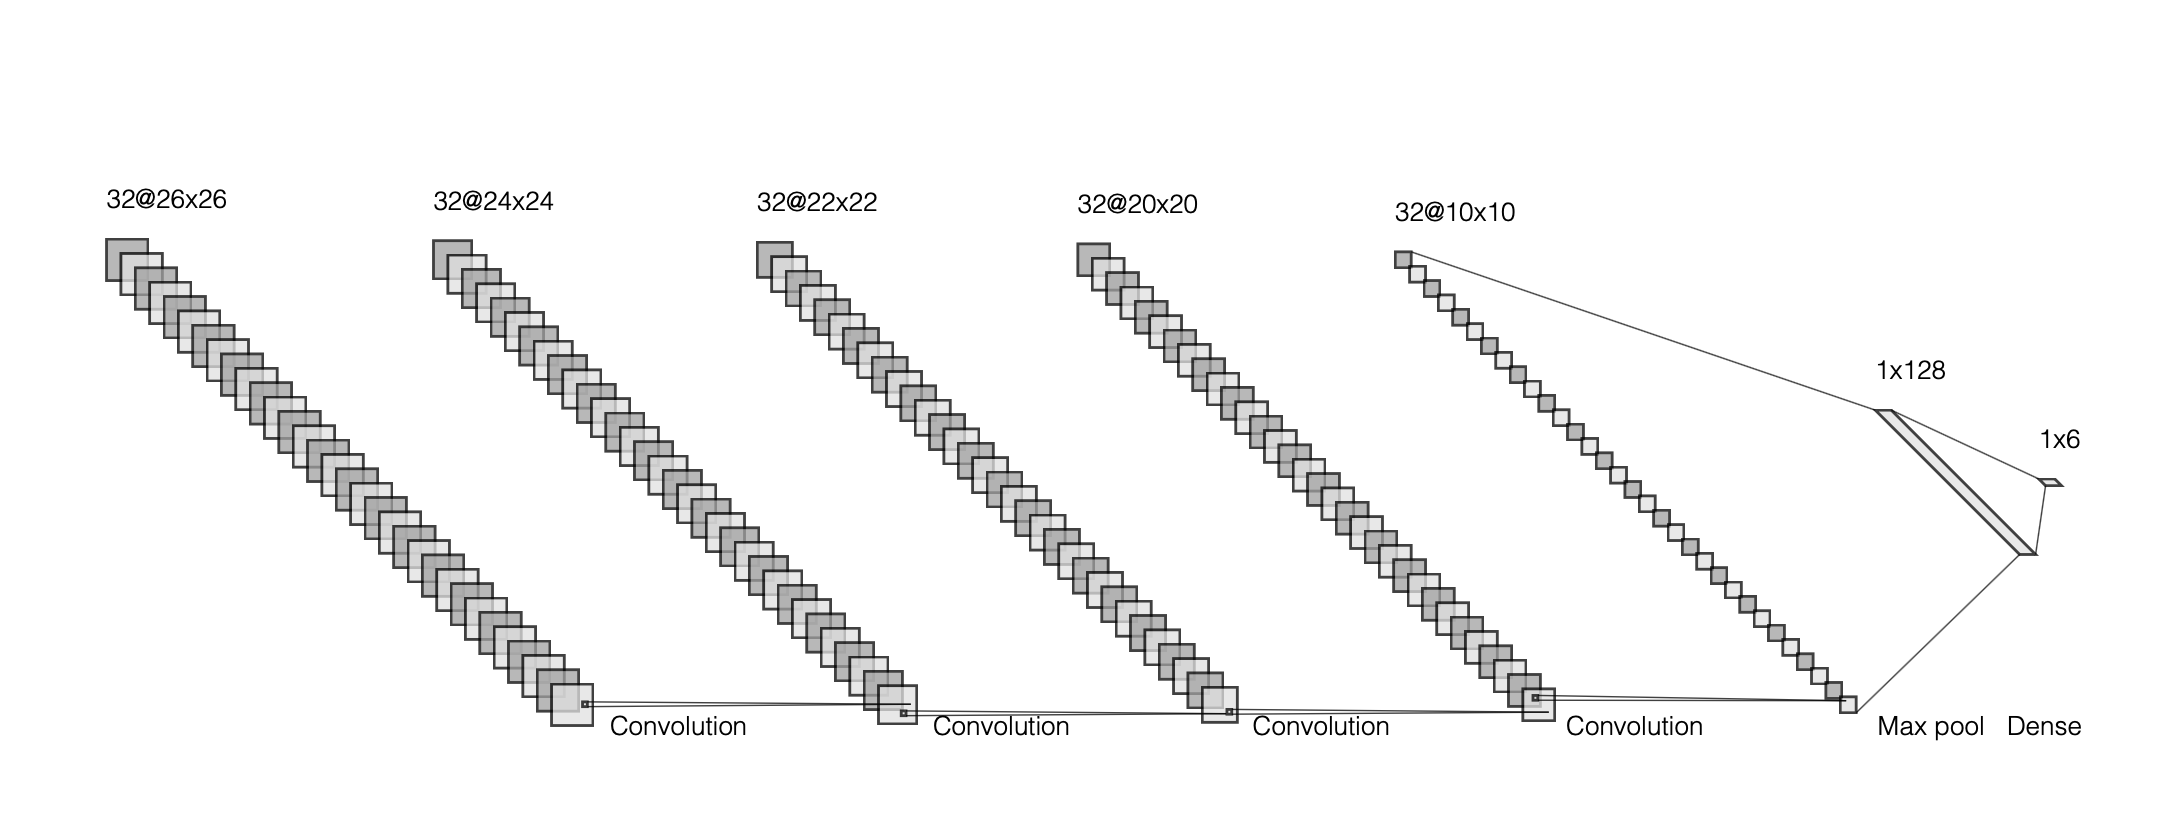 32@26x26
32@24x24
32@22x22
32@20x20
32@10x10
1x128
1x6
Convolution
Convolution
Convolution
Convolution
Max pool
Dense